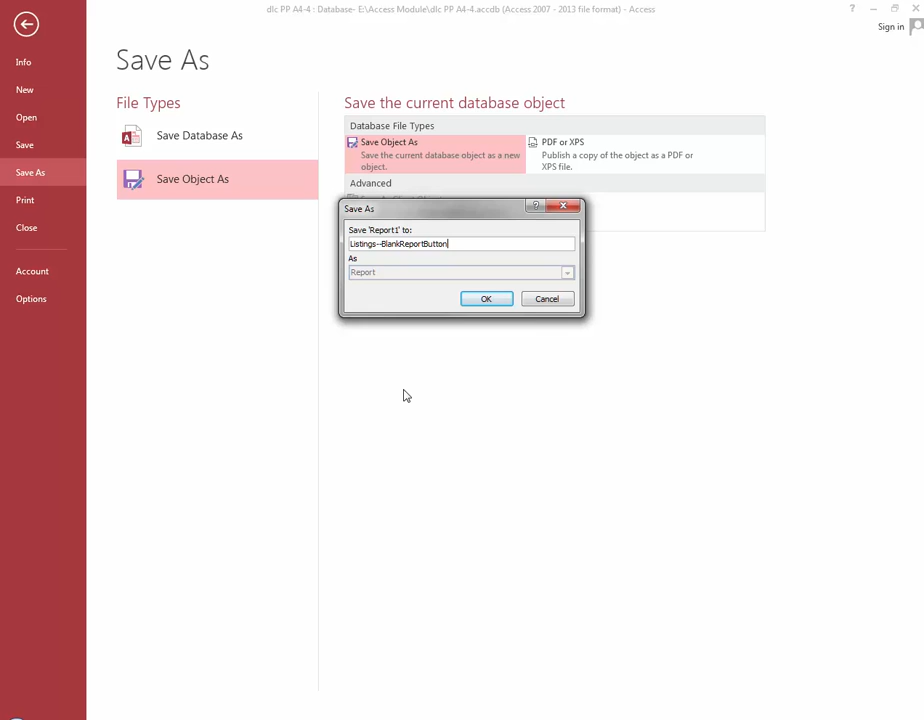 dlc PP A4-4 : Database- E:\Access Module\dlc PP A4-4.accdb (Access 2007 - 2013 file format) - Access
?
Sign in
Info
New
Open
Save
Save As
Print
Close
Account
Options
Save As
File Types
Save Database As
Save Object As
Save the current database object
Database File Types
Save Object As
Save the current database object as a new
object.
PDF or XPS
Publish a copy of the object as a PDF or
XPS file.
Advanced
Save As
?
Save 'Report1' to:
Listings--BlankReportButton
As
Report
OK
Cancel